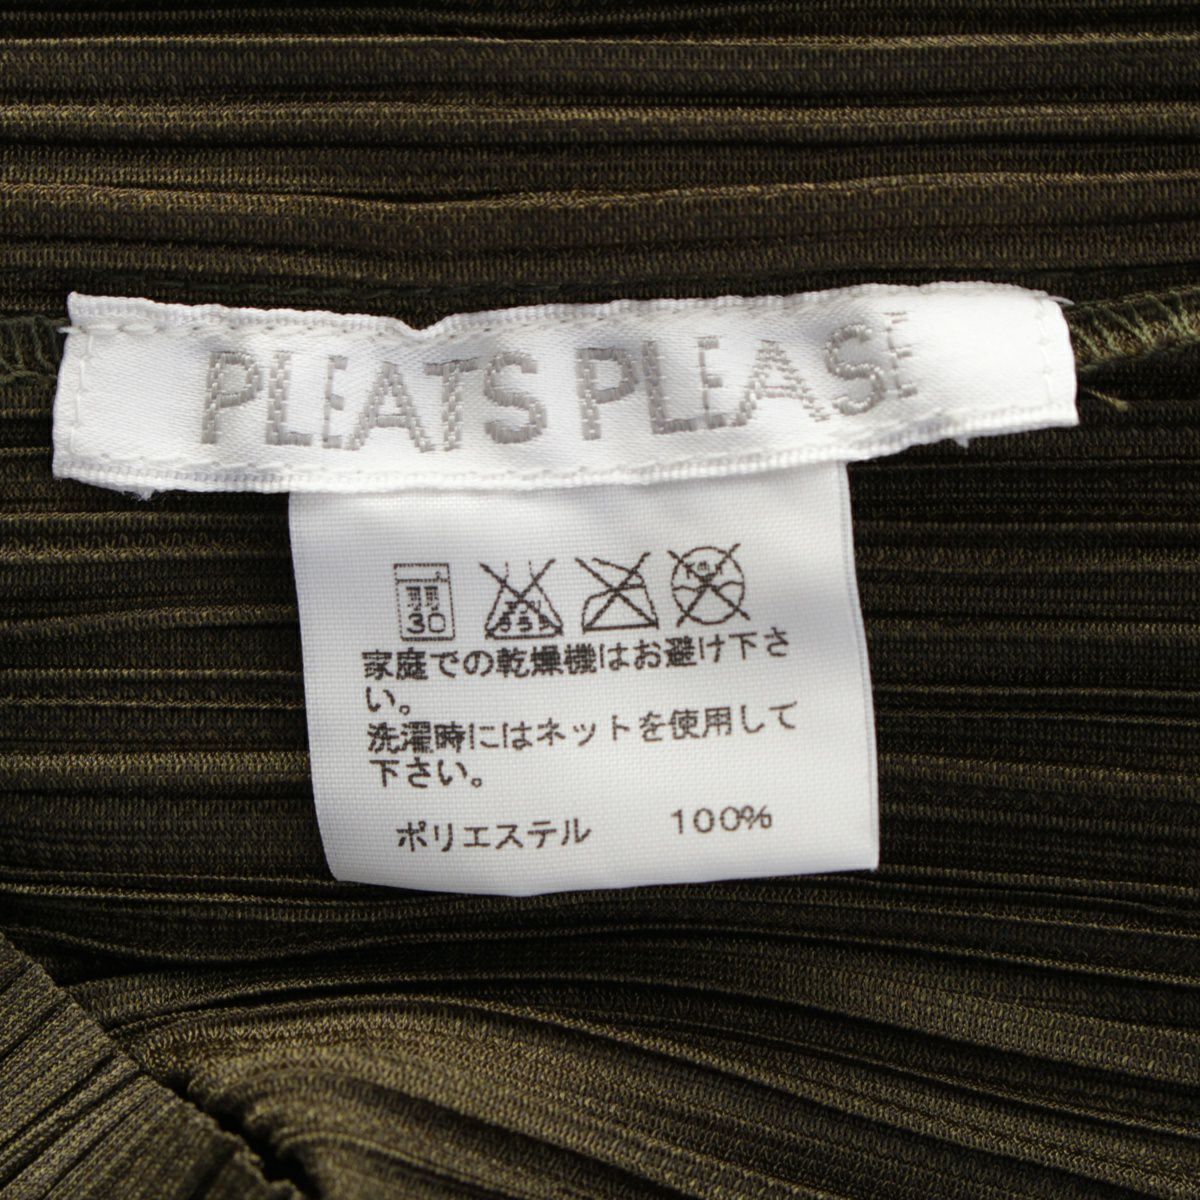 PLEATS PLEASE
30
家庭での乾燥機はお避け下さ
い。
洗濯時にはネットを使用して
下さい。
ポリエステル 100%